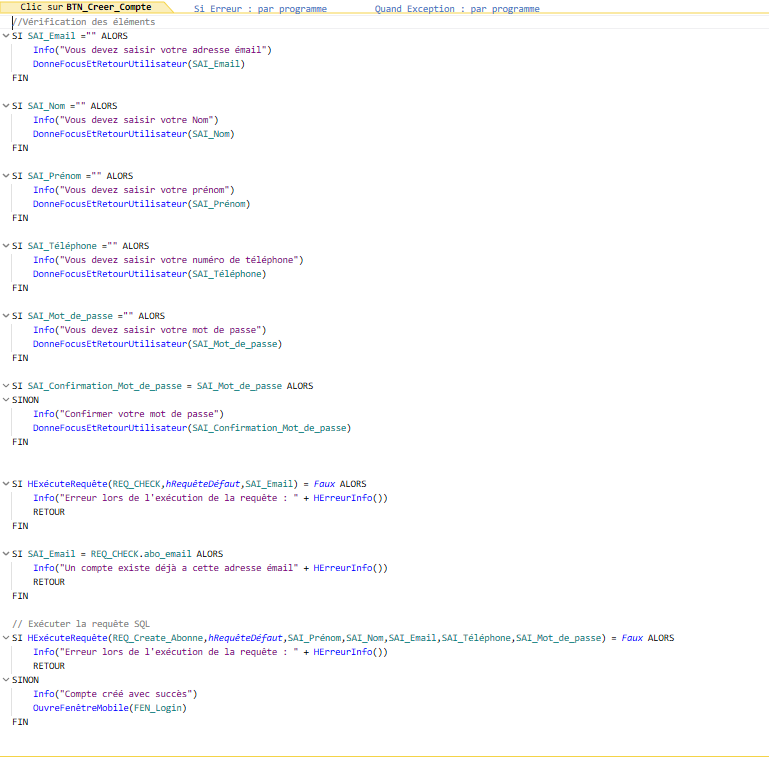 Clic sur BTN_Creer_Compte Si Erreur : par programme Quand Exception : par programme
//Vérification des éléments
SI SAI_Email ="" ALORS
Info("Vous devez saisir votre adresse émail")
DonneFocusEtRetourUtilisateur(SAI_Email)
FIN
SI SAI_Nom ="" ALORS
Info("Vous devez saisir votre Nom")
DonneFocusEtRetourUtilisateur(SAI_Nom)
FIN
SI SAI_Prénom ="" ALORS
Info("Vous devez saisir votre prénom")
DonneFocusEtRetourUtilisateur(SAI_Prénom)
FIN
SI SAI_Téléphone ="" ALORS
Info("Vous devez saisir votre numéro de téléphone")
DonneFocusEtRetourUtilisateur(SAI_Téléphone)
FIN
SI SAI_Mot_de_passe ="" ALORS
Info("Vous devez saisir votre mot de passe")
DonneFocusEtRetourUtilisateur(SAI_Mot_de_passe)
FIN
SI SAI_Confirmation_Mot_de_passe = SAI_Mot_de_passe ALORS
SINON
Info("Confirmer votre mot de passe")
DonneFocusEtRetourUtilisateur(SAI_Confirmation_Mot_de_passe)
FIN
SI HExécuteRequête(REQ_CHECK,hRequêteDéfaut,SAI_Email) = Faux ALORS
Info("Erreur lors de l'exécution de la requête : " + HErreurInfo())
RETOUR
FIN
SI SAI_Email = REQ_CHECK.abo_email ALORS
Info("Un compte existe déjà a cette adresse émail" + HErreurInfo())
RETOUR
FIN
// Exécuter la requête SQL
SI HExécuteRequête(REQ_Create_Abonne,hRequêteDéfaut,SAI_Prénom,SAI_Nom,SAI_Email,SAI_Téléphone,SAI_Mot_de_passe) = Faux ALORS
Info("Erreur lors de l'exécution de la requête : " + HErreurInfo())
RETOUR
SINON
Info("Compte créé avec succès")
OuvreFenêtreMobile(FEN_Login)
FIN